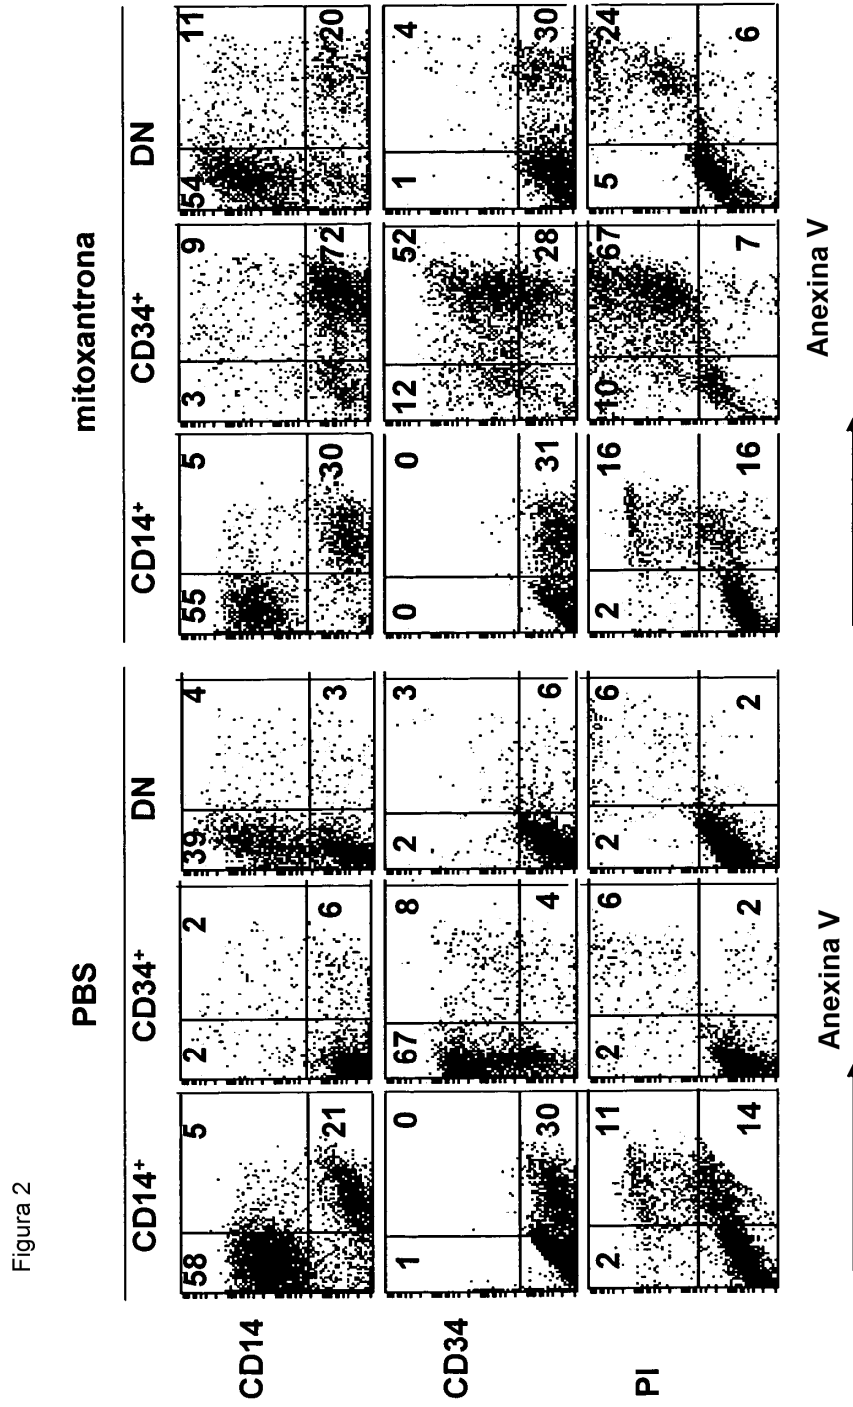 Figura 2
PBS mitoxantrona
CD14⁺ CD34⁺ DN CD14⁺ CD34⁺ DN
58 5 2 2 39 4 55 5 3 9 54 11
CD14
21 6 3 30 72 20
1 0 67 8 2 3 0 0 12 52 1 4
CD34
30 4 6 31 28 30
2 11 2 6 2 6 2 16 10 67 5 24
PI
14 2 2 16 7 6
Anexina V Anexina V